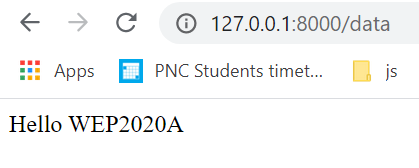 127.0.0.1:8000/data
Apps PNC Students timet... js
Hello WEP2020A